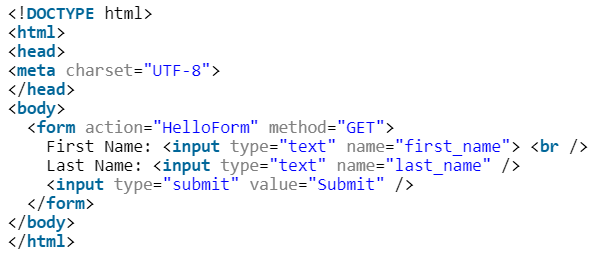 <!DOCTYPE html>
<html>
<head>
<meta charset="UTF-8">
</head>
<body>
  <form action="HelloForm" method="GET">
    First Name: <input type="text" name="first_name"> <br />
    Last Name: <input type="text" name="last_name" />
    <input type="submit" value="Submit" />
  </form>
</body>
</html>